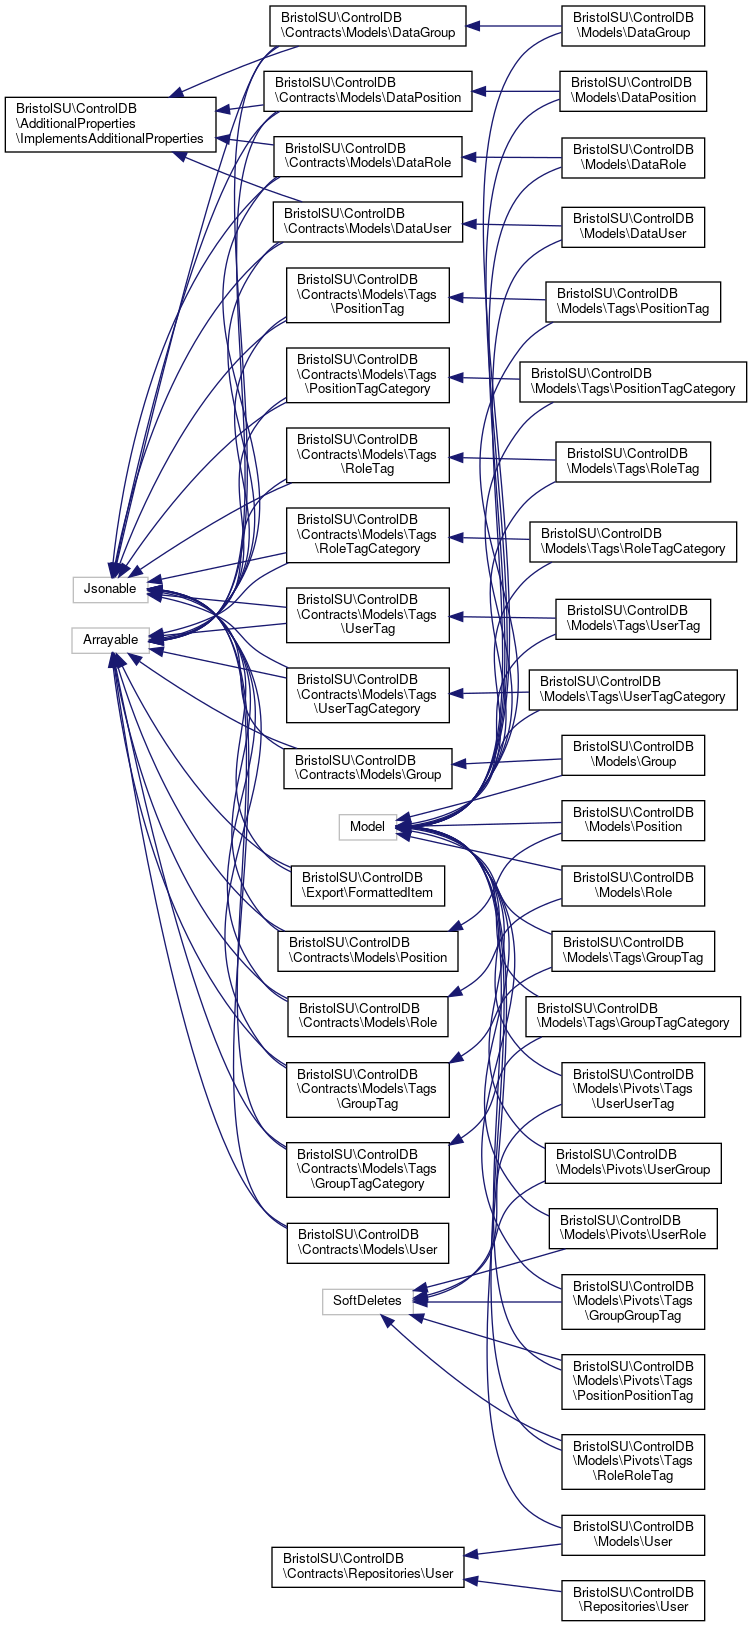 BristolSU\ControlDB
\AdditionalProperties
\ImplementsAdditionalProperties
Jsonable
Arrayable
BristolSU\ControlDB
\Contracts\Models\DataGroup
BristolSU\ControlDB
\Contracts\Models\DataPosition
BristolSU\ControlDB
\Contracts\Models\DataRole
BristolSU\ControlDB
\Contracts\Models\DataUser
BristolSU\ControlDB
\Contracts\Models\Tags
\PositionTag
BristolSU\ControlDB
\Contracts\Models\Tags
\PositionTagCategory
BristolSU\ControlDB
\Contracts\Models\Tags
\RoleTag
BristolSU\ControlDB
\Contracts\Models\Tags
\RoleTagCategory
BristolSU\ControlDB
\Contracts\Models\Tags
\UserTag
BristolSU\ControlDB
\Contracts\Models\Tags
\UserTagCategory
BristolSU\ControlDB
\Contracts\Models\Group
Model
BristolSU\ControlDB
\Export\FormattedItem
BristolSU\ControlDB
\Contracts\Models\Position
BristolSU\ControlDB
\Contracts\Models\Role
BristolSU\ControlDB
\Contracts\Models\Tags
\GroupTag
BristolSU\ControlDB
\Contracts\Models\Tags
\GroupTagCategory
BristolSU\ControlDB
\Contracts\Models\User
SoftDeletes
BristolSU\ControlDB
\Contracts\Repositories\User
BristolSU\ControlDB
\Models\DataGroup
BristolSU\ControlDB
\Models\DataPosition
BristolSU\ControlDB
\Models\DataRole
BristolSU\ControlDB
\Models\DataUser
BristolSU\ControlDB
\Models\Tags\PositionTag
BristolSU\ControlDB
\Models\Tags\PositionTagCategory
BristolSU\ControlDB
\Models\Tags\RoleTag
BristolSU\ControlDB
\Models\Tags\RoleTagCategory
BristolSU\ControlDB
\Models\Tags\UserTag
BristolSU\ControlDB
\Models\Tags\UserTagCategory
BristolSU\ControlDB
\Models\Group
BristolSU\ControlDB
\Models\Position
BristolSU\ControlDB
\Models\Role
BristolSU\ControlDB
\Models\Tags\GroupTag
BristolSU\ControlDB
\Models\Tags\GroupTagCategory
BristolSU\ControlDB
\Models\Pivots\Tags
\UserUserTag
BristolSU\ControlDB
\Models\Pivots\UserGroup
BristolSU\ControlDB
\Models\Pivots\UserRole
BristolSU\ControlDB
\Models\Pivots\Tags
\GroupGroupTag
BristolSU\ControlDB
\Models\Pivots\Tags
\PositionPositionTag
BristolSU\ControlDB
\Models\Pivots\Tags
\RoleRoleTag
BristolSU\ControlDB
\Models\User
BristolSU\ControlDB
\Repositories\User